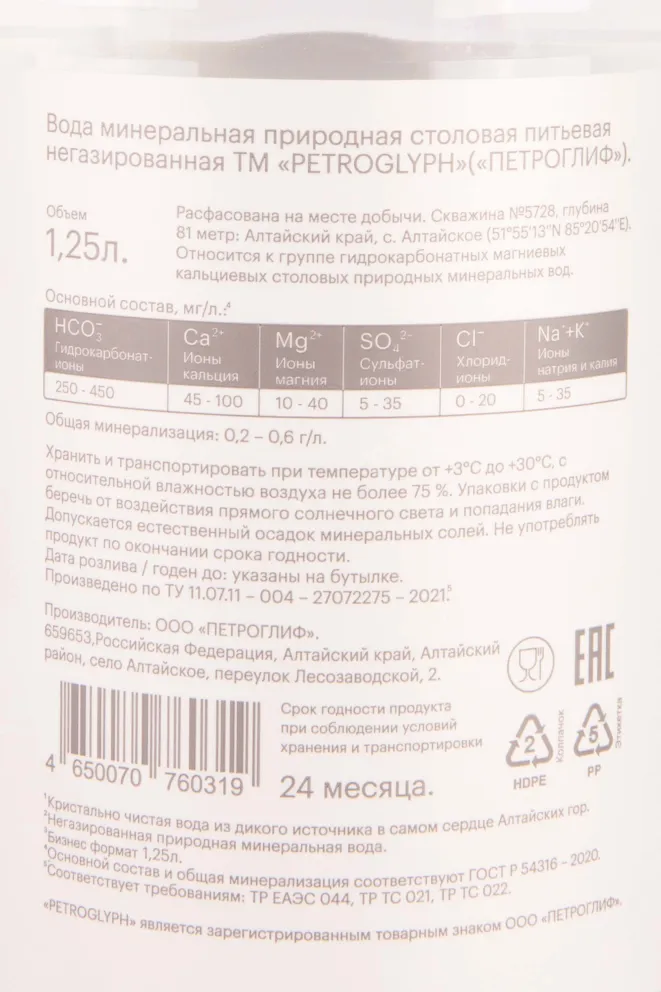 Вода минеральная природная столовая питьевая
негазированная ТМ «PETROGLYPH»(«ПЕТРОГЛИФ»).
Объем
1,25л.
Расфасована на месте добычи. Скважина №5728, глубина
81 метр: Алтайский край, с. Алтайское (51°55'13"N 85°20'54"E).
Относится к группе гидрокарбонатных магниевых
кальциевых столовых природных минеральных вод.
Основной состав, мг/л.:⁴
HCO₃⁻ Ca²⁺ Mg²⁺ SO₄²⁻ Cl⁻ Na⁺+K⁺
Гидрокарбонат-ионы Ионы кальция Ионы магния Сульфат-ионы Хлорид-ионы Ионы натрия и калия
250 - 450 45 - 100 10 - 40 5 - 35 0 - 20 5 - 35
Общая минерализация: 0,2 – 0,6 г/л.
Хранить и транспортировать при температуре от +3°С до +30°С, с
относительной влажностью воздуха не более 75 %. Упаковки с продуктом
беречь от воздействия прямого солнечного света и попадания влаги.
Допускается естественный осадок минеральных солей. Не употреблять
продукт по окончании срока годности.
Дата розлива / годен до: указаны на бутылке.
Произведено по ТУ 11.07.11 – 004 – 27072275 – 2021.⁵
Производитель: ООО «ПЕТРОГЛИФ».
659653,Российская Федерация, Алтайский край, Алтайский
район, село Алтайское, переулок Лесозаводской, 2.
EAC
Срок годности продукта
при соблюдении условий
хранения и транспортировки
24 месяца.
4 650070 760319
2
HDPE
Колпачок
5
PP
Этикетка
¹Кристально чистая вода из дикого источника в самом сердце Алтайских гор.
²Негазированная природная минеральная вода.
³Бизнес формат 1,25л.
⁴Основной состав и общая минерализация соответствуют ГОСТ Р 54316 – 2020.
⁵Соответствует требованиям: ТР ЕАЭС 044, ТР ТС 021, ТР ТС 022.
«PETROGLYPH» является зарегистрированным товарным знаком ООО «ПЕТРОГЛИФ».